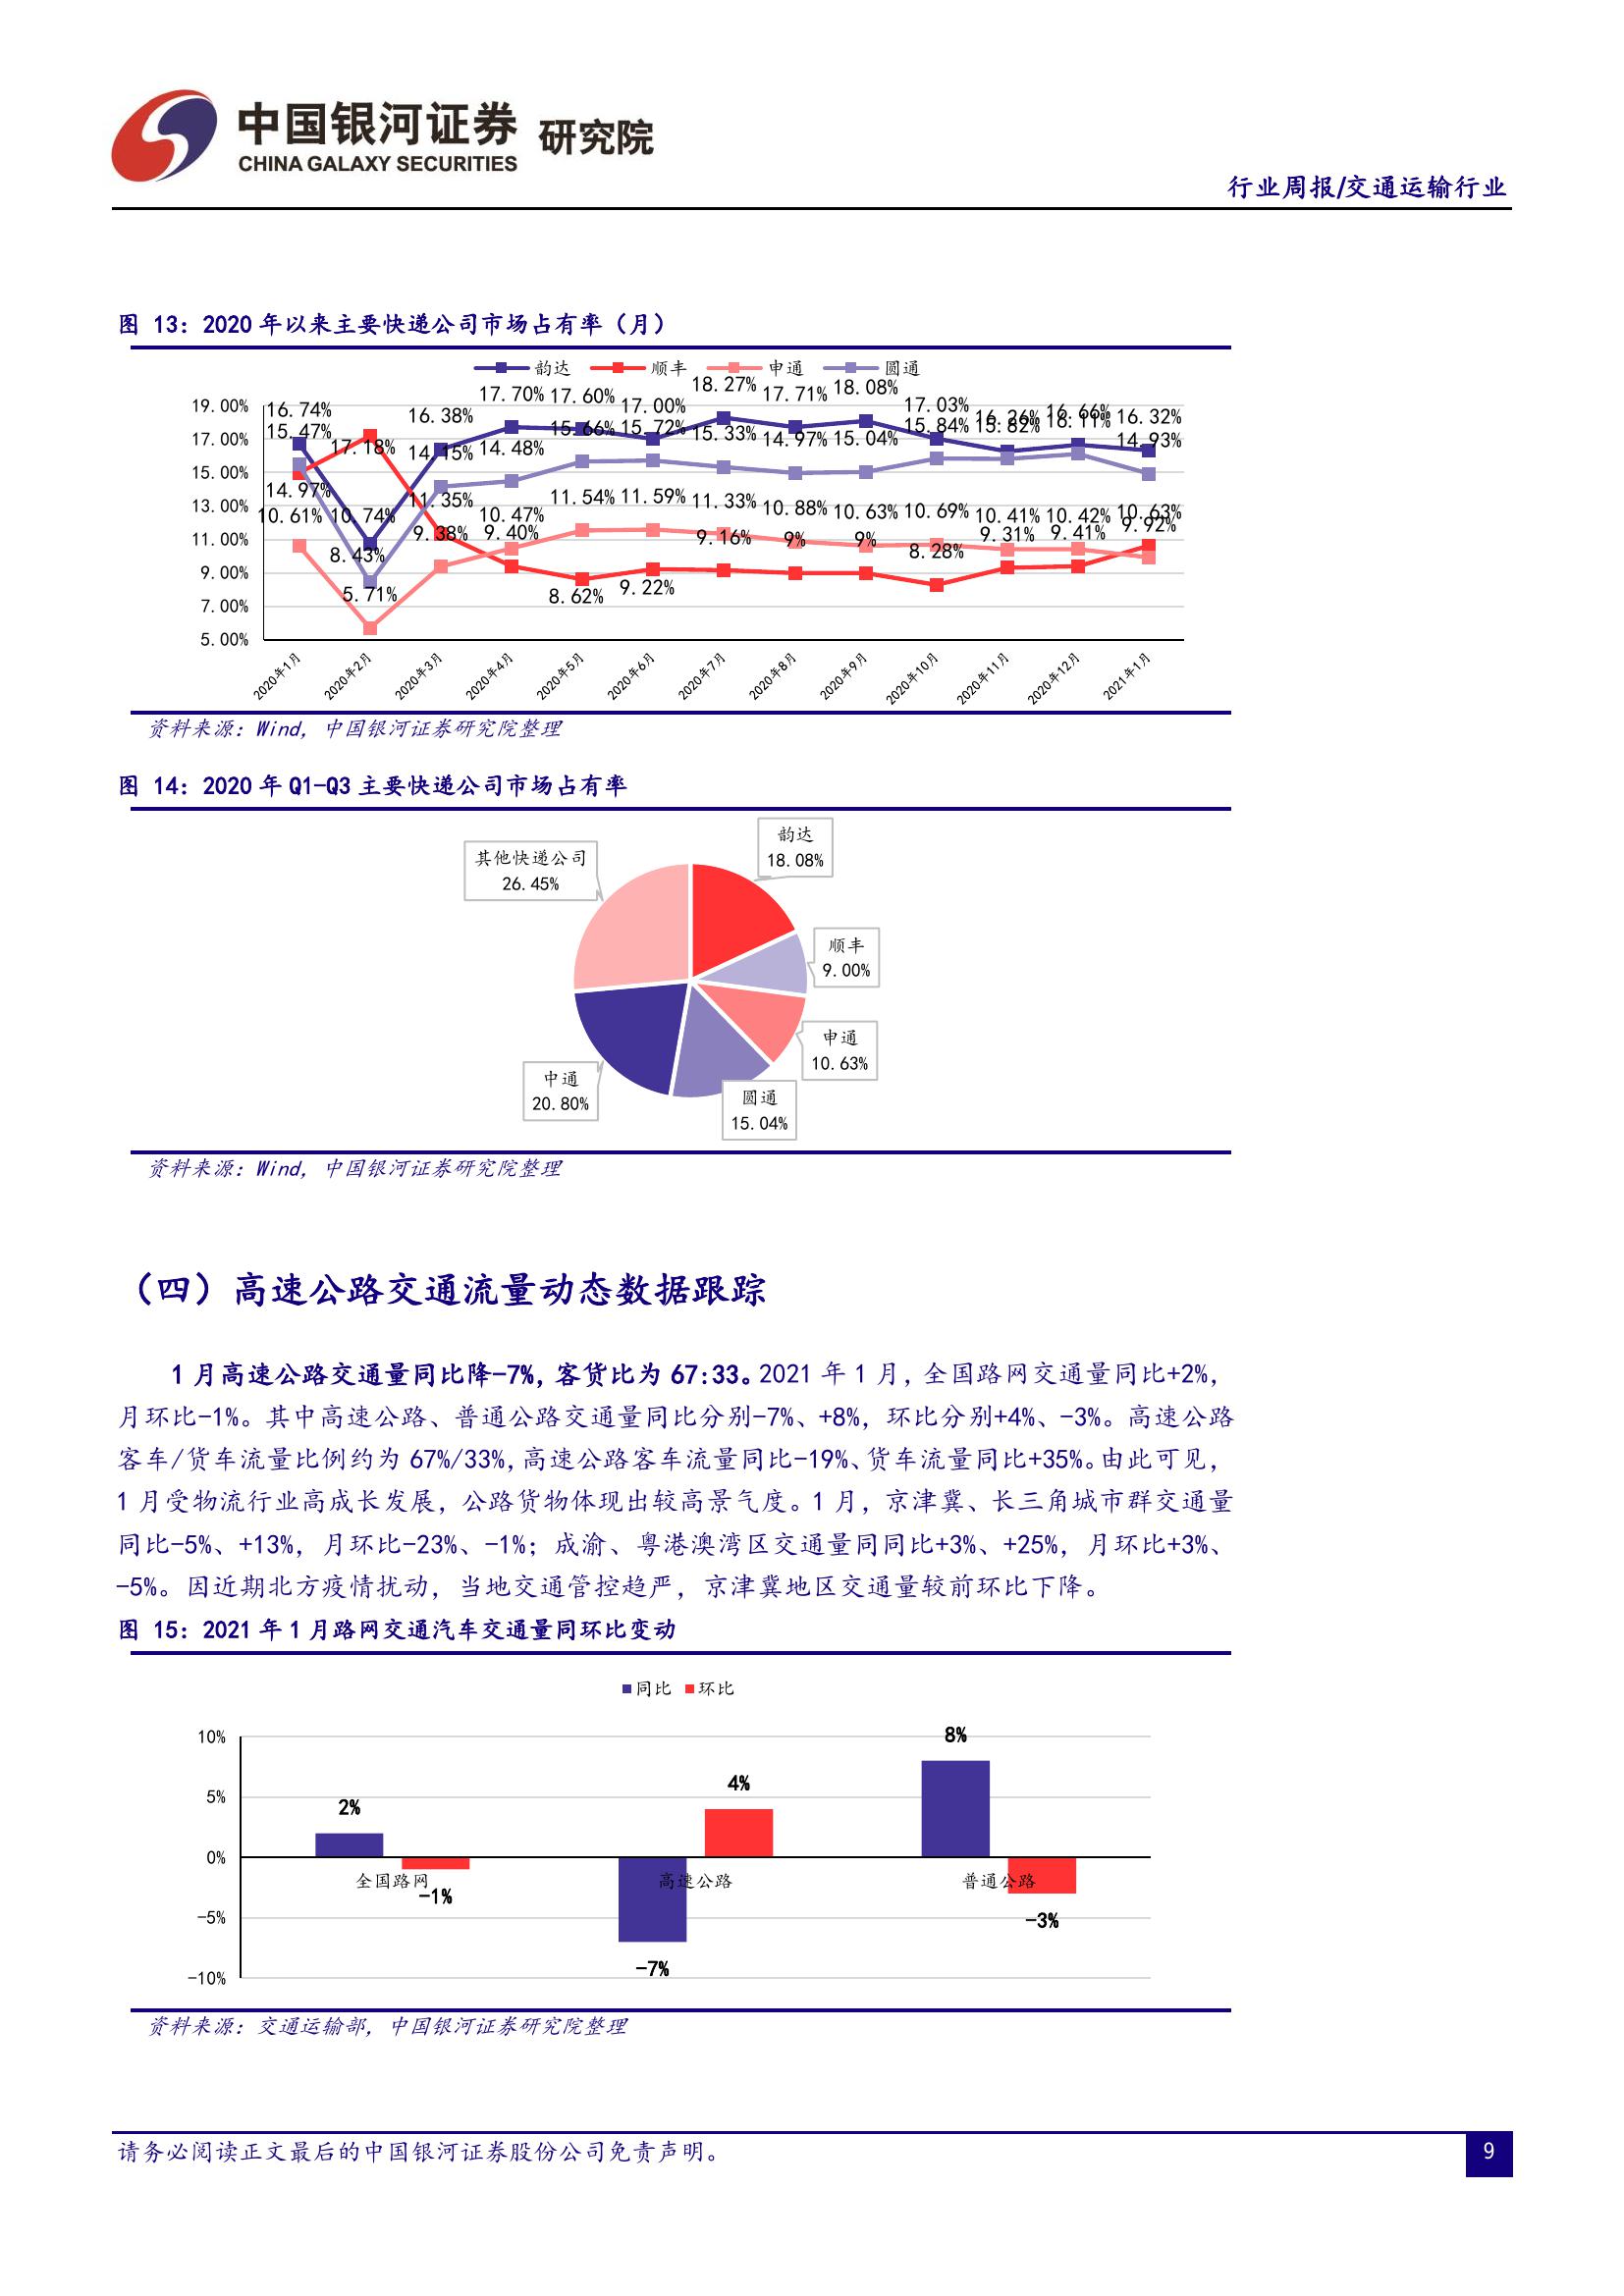 中国银河证券 研究院
CHINA GALAXY SECURITIES
行业周报/交通运输行业
图 13：2020 年以来主要快递公司市场占有率（月）
韵达 顺丰 申通 圆通
19.00%
17.00%
15.00%
13.00%
11.00%
9.00%
7.00%
5.00%
16.74% 10.74% 16.38% 17.70% 17.60% 17.00% 18.27% 17.71% 18.08% 17.03% 16.26% 16.66% 16.32%
15.47% 8.43% 14.15% 14.48% 15.66% 15.72% 15.33% 14.97% 15.04% 15.84% 15.82% 16.11% 14.93%
14.97% 17.18% 11.35% 9.40% 8.62% 9.22% 9.16% 9% 9% 8.28% 9.31% 9.41% 10.63%
10.61% 5.71% 9.38% 10.47% 11.54% 11.59% 11.33% 10.88% 10.63% 10.69% 10.41% 10.42% 9.92%
2020年1月 2020年2月 2020年3月 2020年4月 2020年5月 2020年6月 2020年7月 2020年8月 2020年9月 2020年10月 2020年11月 2020年12月 2021年1月
资料来源：Wind，中国银河证券研究院整理
图 14：2020 年 Q1-Q3 主要快递公司市场占有率
韵达
18.08%
其他快递公司
26.45%
顺丰
9.00%
申通
10.63%
中通
20.80%
圆通
15.04%
资料来源：Wind，中国银河证券研究院整理
（四）高速公路交通流量动态数据跟踪
1 月高速公路交通量同比降-7%，客货比为 67:33。2021 年 1 月，全国路网交通量同比+2%，
月环比-1%。其中高速公路、普通公路交通量同比分别-7%、+8%，环比分别+4%、-3%。高速公路
客车/货车流量比例约为 67%/33%，高速公路客车流量同比-19%、货车流量同比+35%。由此可见，
1 月受物流行业高成长发展，公路货物体现出较高景气度。1 月，京津冀、长三角城市群交通量
同比-5%、+13%，月环比-23%、-1%；成渝、粤港澳湾区交通量同同比+3%、+25%，月环比+3%、
-5%。因近期北方疫情扰动，当地交通管控趋严，京津冀地区交通量较前环比下降。
图 15：2021 年 1 月路网交通汽车交通量同环比变动
同比 环比
10%
5%
0%
-5%
-10%
2% -1% -7% 4% 8% -3%
全国路网 高速公路 普通公路
资料来源：交通运输部，中国银河证券研究院整理
请务必阅读正文最后的中国银河证券股份公司免责声明。
9